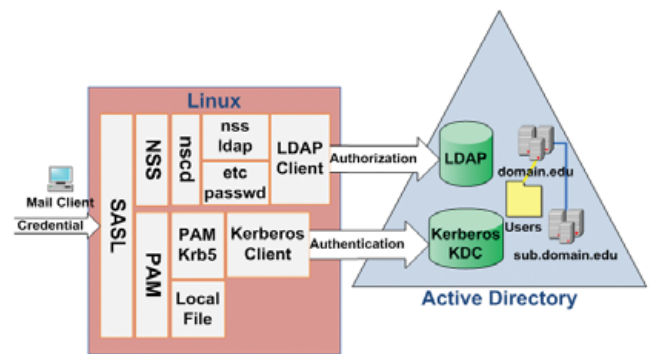 Linux
Mail Client
Credential
SASL
NSS
nscd
nss
ldap
etc
passwd
LDAP
Client
PAM
PAM
Krb5
Local
File
Kerberos
Client
Authorization
Authentication
LDAP
Kerberos
KDC
domain.edu
Users
sub.domain.edu
Active Directory